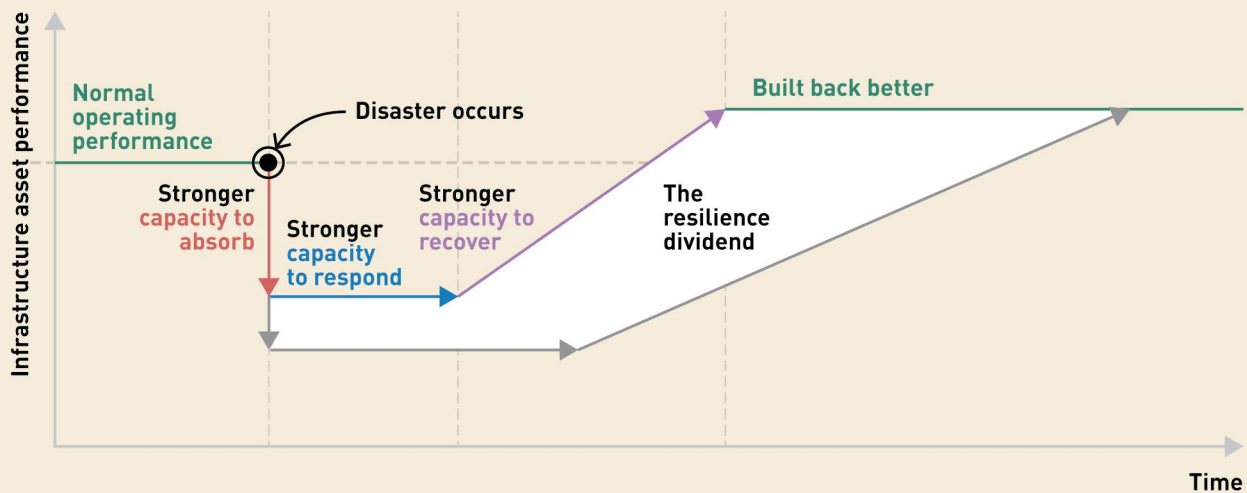 Infrastructure asset performance
Normal
operating
performance
Disaster occurs
Built back better
Stronger
capacity to
absorb
Stronger
capacity
to respond
Stronger
capacity to
recover
The
resilience
dividend
Time